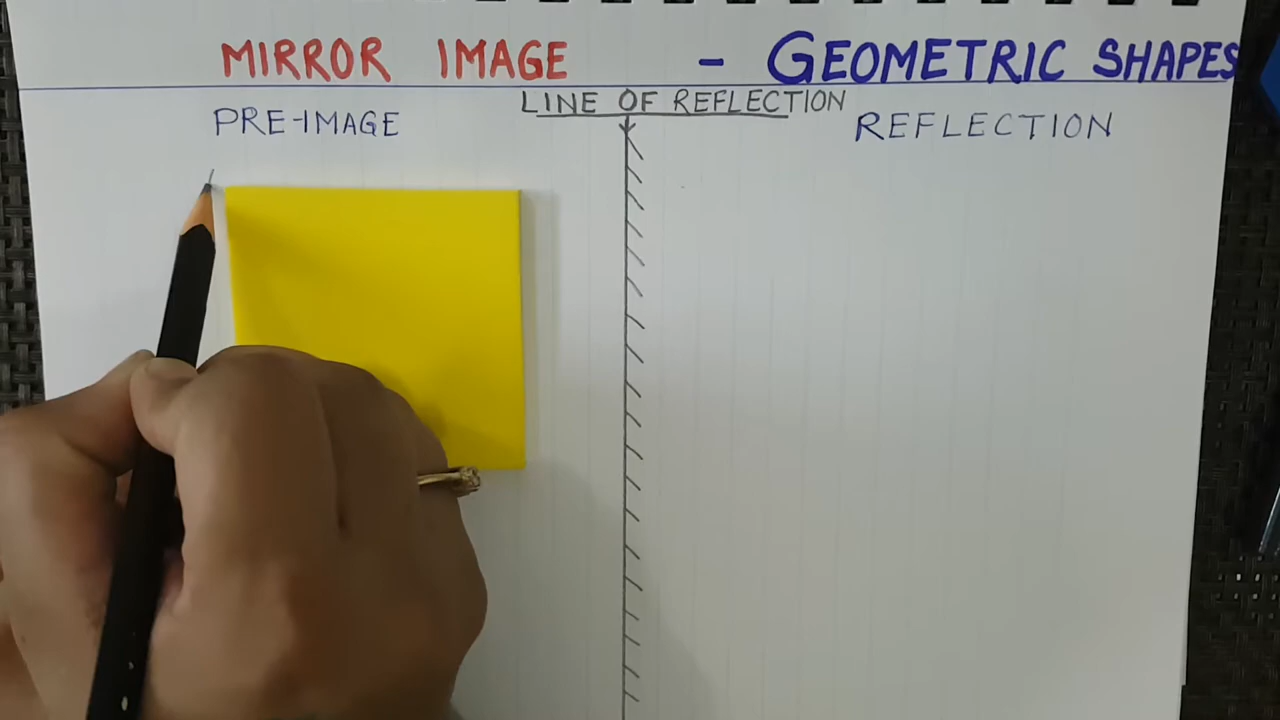 MIRROR IMAGE - GEOMETRIC SHAPES
LINE OF REFLECTION
PRE-IMAGE
REFLECTION